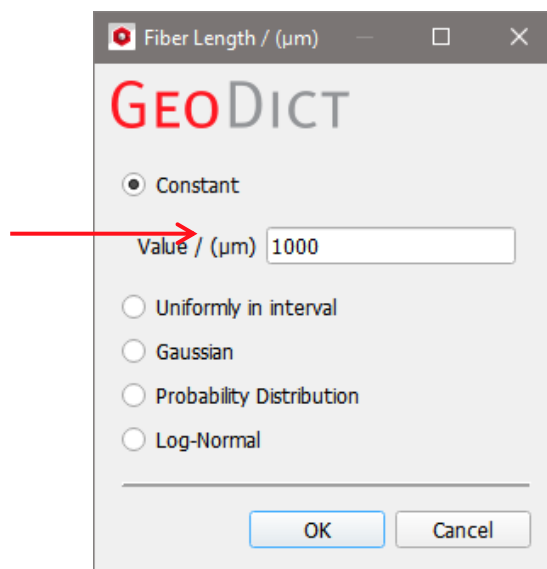 Fiber Length / (µm)
GEODICT
Constant
Value / (µm) 1000
Uniformly in interval
Gaussian
Probability Distribution
Log-Normal
OK Cancel